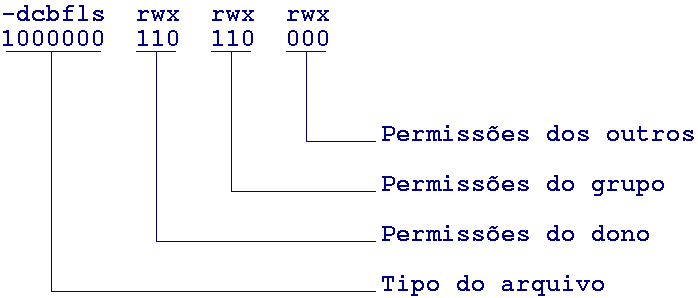 -dcbfls rwx rwx rwx
1000000 110 110 000
Permissões dos outros
Permissões do grupo
Permissões do dono
Tipo do arquivo